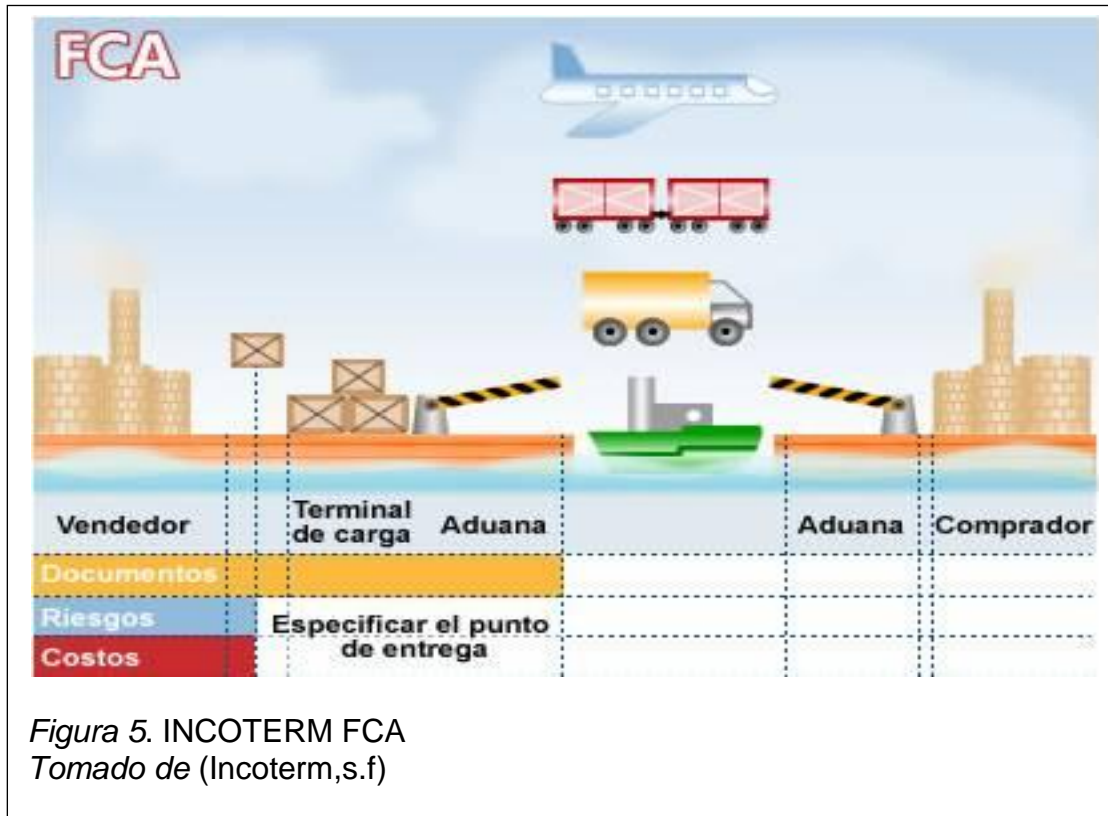 FCA
Vendedor
Terminal
de carga
Aduana
Aduana
Comprador
Documentos
Riesgos
Costos
Especificar el punto
de entrega
Figura 5. INCOTERM FCA
Tomado de (Incoterm,s.f)